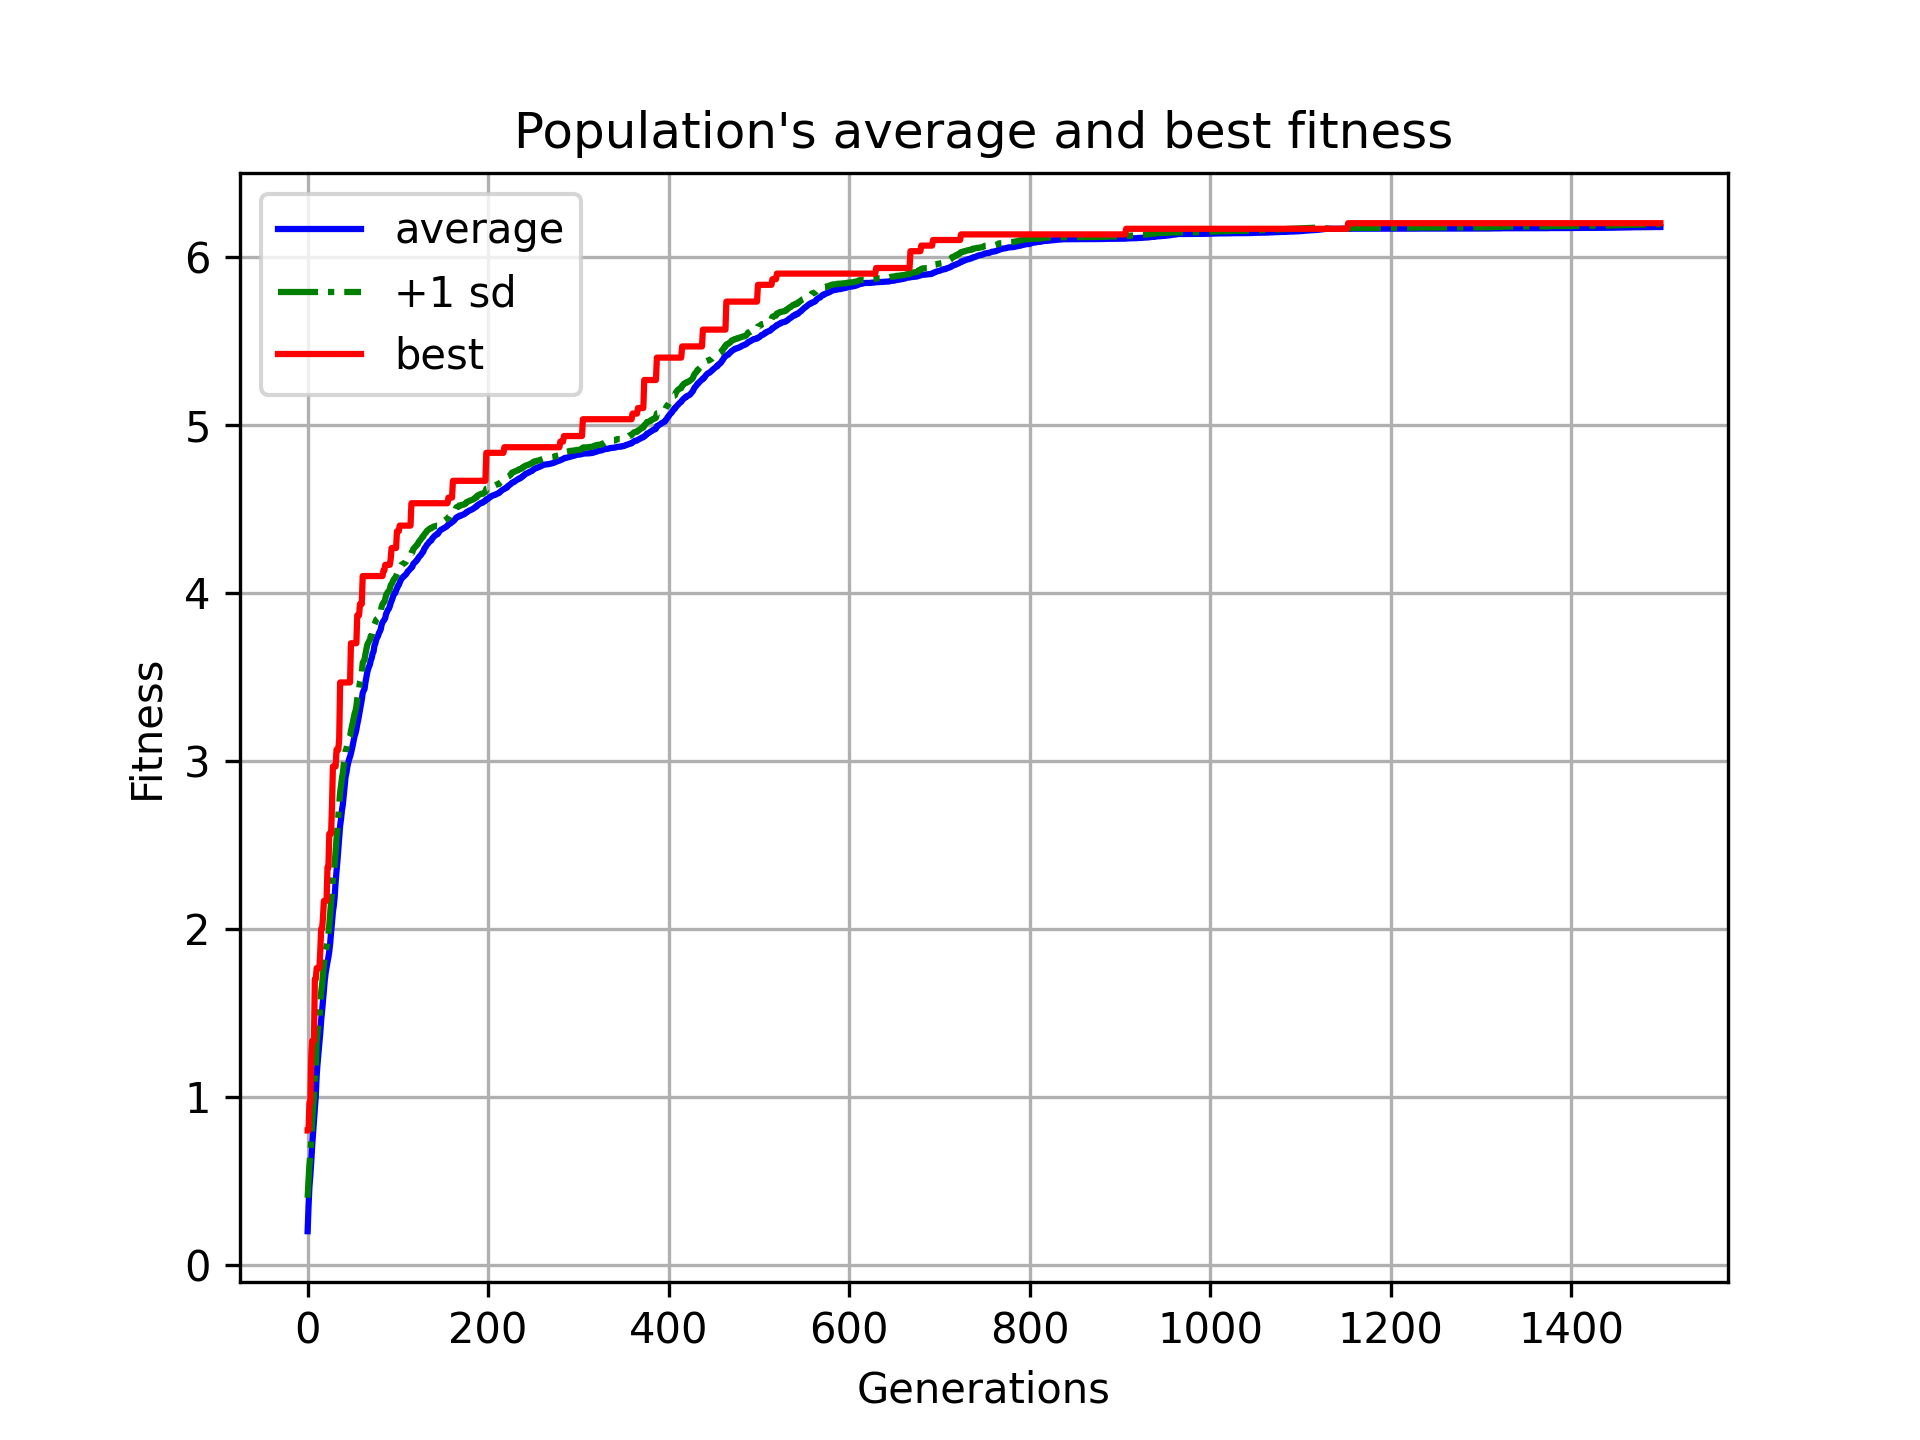 Population's average and best fitness
average
+1 sd
best
Fitness
6
5
4
3
2
1
0
0 200 400 600 800 1000 1200 1400
Generations